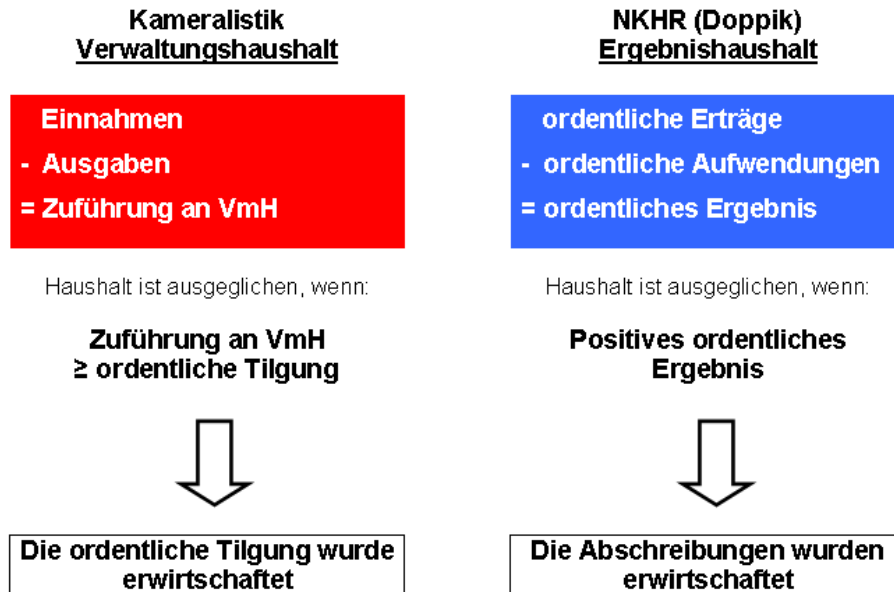 Kameralistik
Verwaltungshaushalt
Einnahmen
- Ausgaben
= Zuführung an VmH
Haushalt ist ausgeglichen, wenn:
Zuführung an VmH
≥ ordentliche Tilgung
Die ordentliche Tilgung wurde
erwirtschaftet
NKHR (Doppik)
Ergebnishaushalt
ordentliche Erträge
- ordentliche Aufwendungen
= ordentliches Ergebnis
Haushalt ist ausgeglichen, wenn:
Positives ordentliches
Ergebnis
Die Abschreibungen wurden
erwirtschaftet